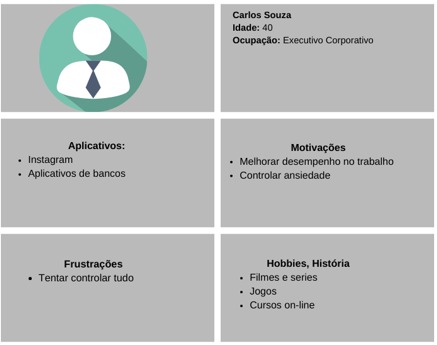 Carlos Souza
Idade: 40
Ocupação: Executivo Corporativo
Aplicativos:
• Instagram
• Aplicativos de bancos
Motivações
• Melhorar desempenho no trabalho
• Controlar ansiedade
Frustrações
• Tentar controlar tudo
Hobbies, História
• Filmes e series
• Jogos
• Cursos on-line